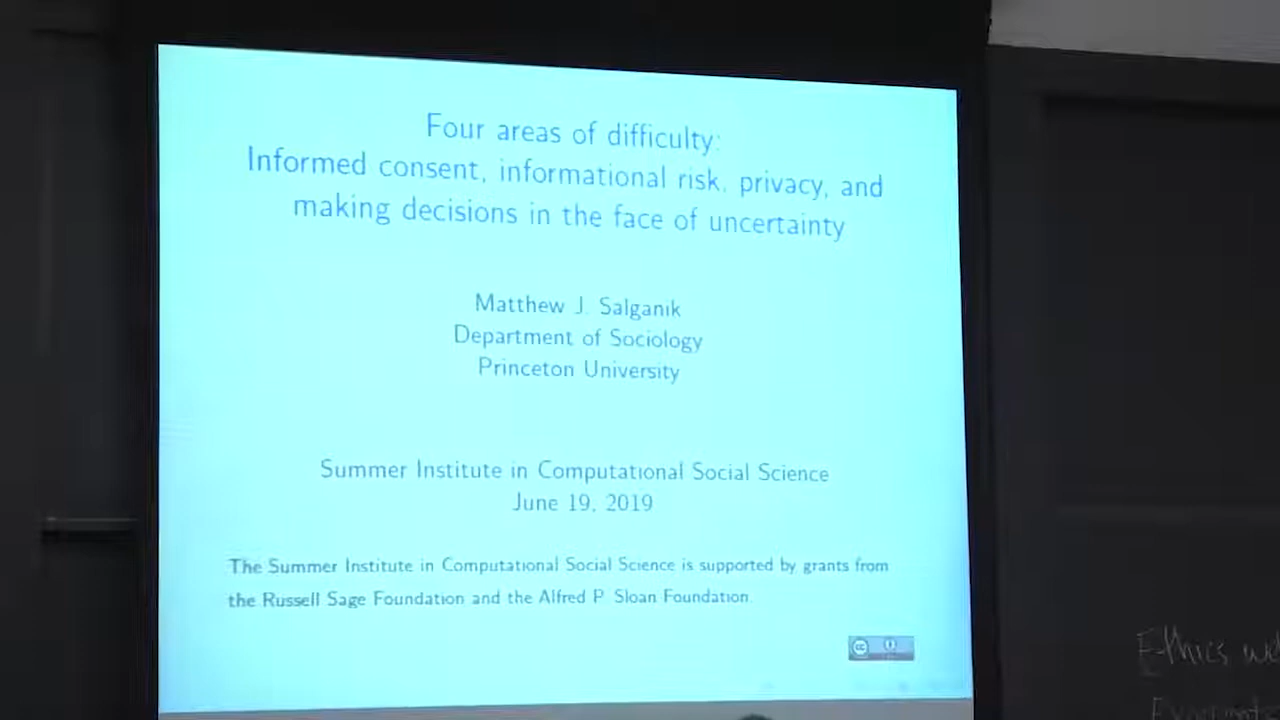 Four areas of difficulty:
Informed consent, informational risk, privacy, and
making decisions in the face of uncertainty
Matthew J. Salganik
Department of Sociology
Princeton University
Summer Institute in Computational Social Science
June 19, 2019
The Summer Institute in Computational Social Science is supported by grants from
the Russell Sage Foundation and the Alfred P. Sloan Foundation.
cc
Ethics